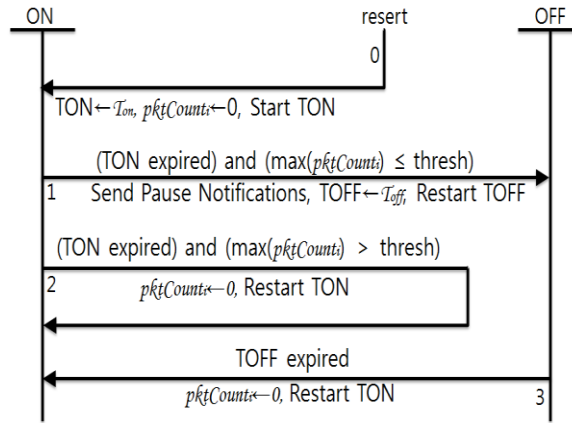 ON resert OFF
0
TON←Ton, pktCounti←0, Start TON
(TON expired) and (max(pktCounti) ≤ thresh)
1 Send Pause Notifications, TOFF←Toff, Restart TOFF
(TON expired) and (max(pktCounti) > thresh)
2 pktCounti←0, Restart TON
TOFF expired
pktCounti←0, Restart TON 3